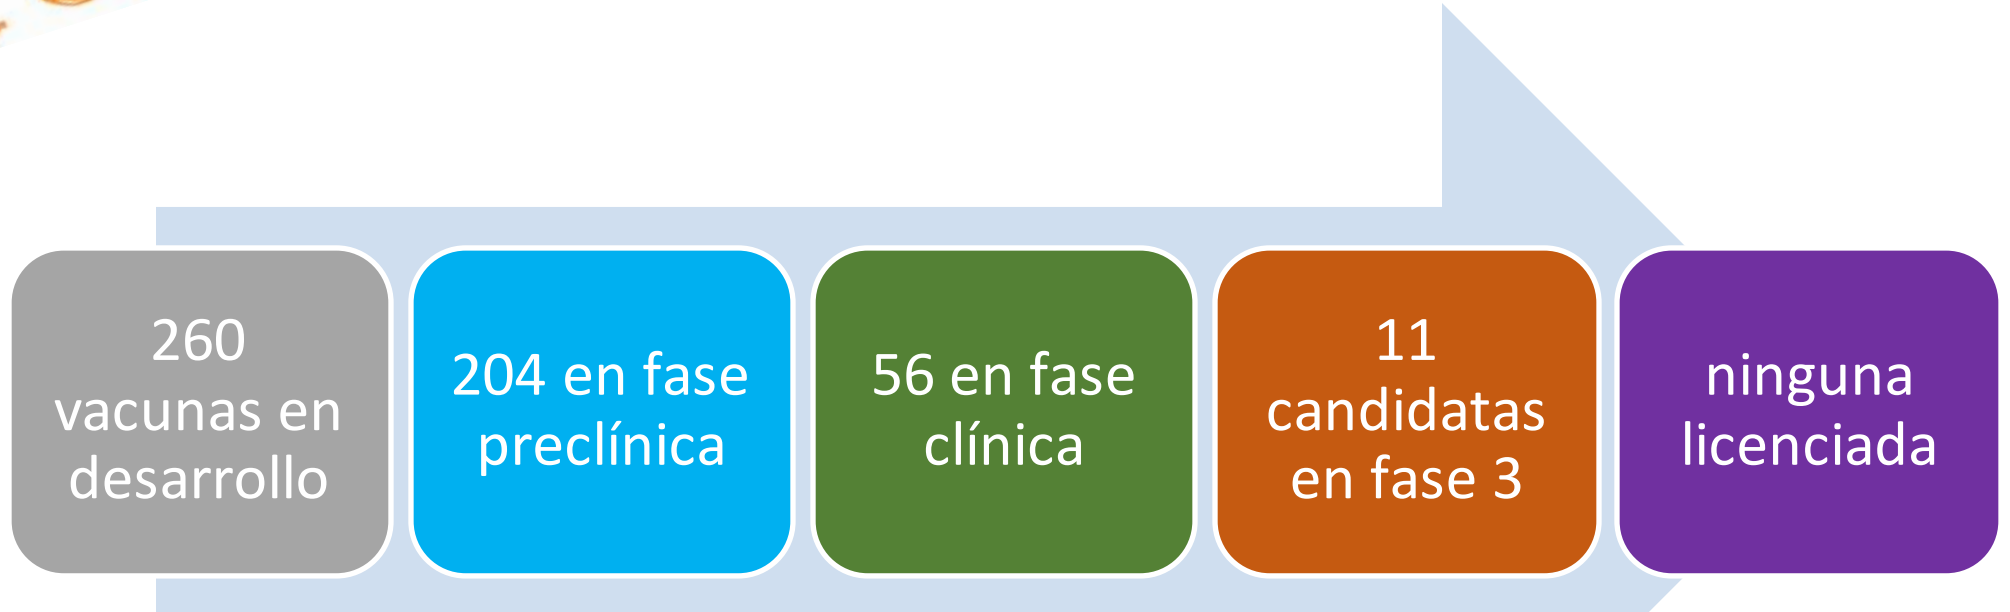 260
vacunas en
desarrollo
204 en fase
preclínica
56 en fase
clínica
11
candidatas
en fase 3
ninguna
licenciada